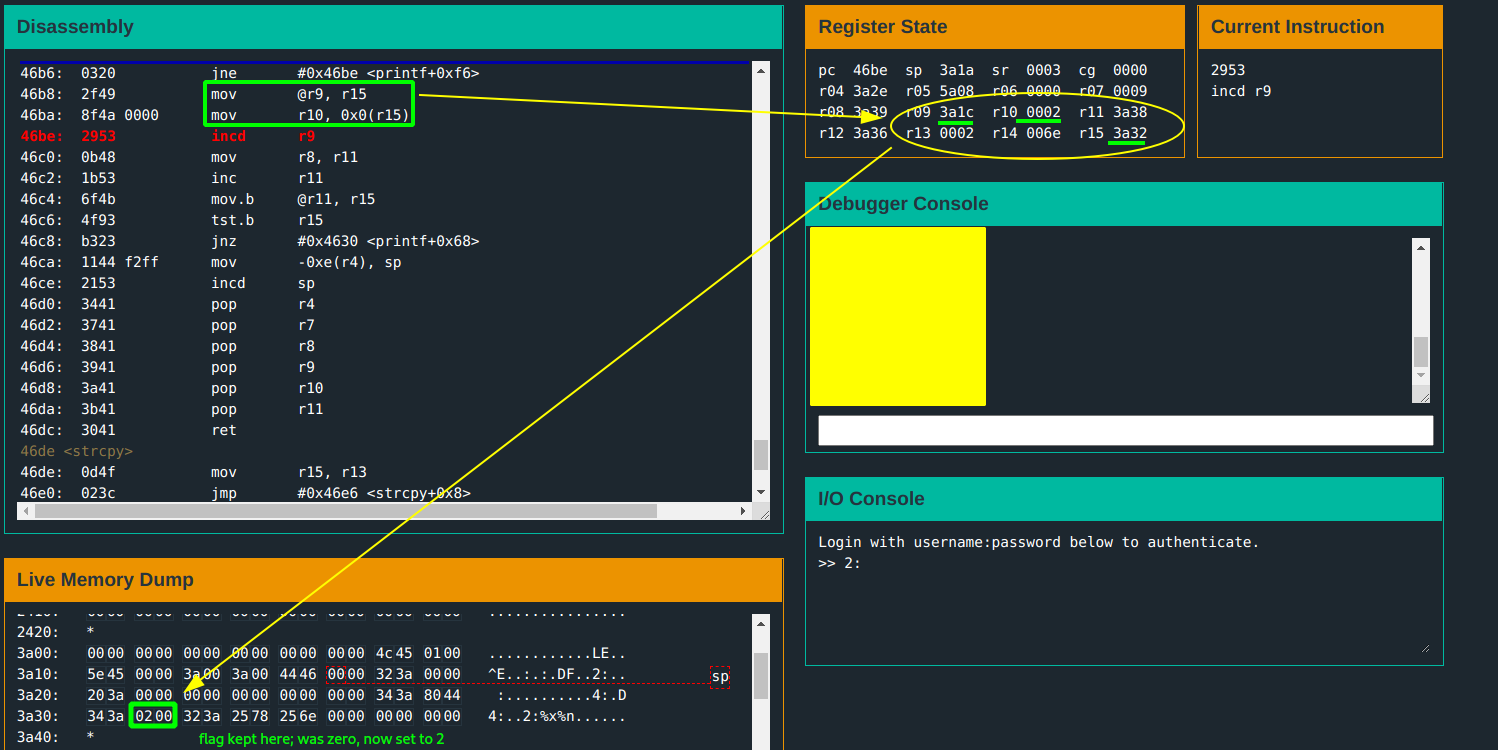 Disassembly
46b6: 0320 jne #0x46be <printf+0xf6>
46b8: 2f49 mov @r9, r15
46ba: 8f4a 0000 mov r10, 0x0(r15)
46be: 2953 incd r9
46c0: 0b48 mov r8, r11
46c2: 1b53 inc r11
46c4: 6f4b mov.b @r11, r15
46c6: 4f93 tst.b r15
46c8: b323 jnz #0x4630 <printf+0x68>
46ca: 1144 f2ff mov -0xe(r4), sp
46ce: 2153 incd sp
46d0: 3441 pop r4
46d2: 3741 pop r7
46d4: 3841 pop r8
46d6: 3941 pop r9
46d8: 3a41 pop r10
46da: 3b41 pop r11
46dc: 3041 ret
46de <strcpy>
46de: 0d4f mov r15, r13
46e0: 023c jmp #0x46e6 <strcpy+0x8>
Register State
pc 46be sp 3a1a sr 0003 cg 0000
r04 3a2e r05 5a08 r06 0000 r07 0009
r08 3a39 r09 3a1c r10 0002 r11 3a38
r12 3a36 r13 0002 r14 006e r15 3a32
Current Instruction
2953
incd r9
Debugger Console
I/O Console
Login with username:password below to authenticate.
>> 2:
Live Memory Dump
2420: *
3a00: 0000 0000 0000 0000 0000 0000 4c45 0100 ............LE..
3a10: 5e45 0000 3a00 3a00 4446 0000 323a 0000 ^E..:.:.DF..2:..
sp
3a20: 203a 0000 0000 0000 0000 0000 343a 8044  :..........4:.D
3a30: 343a 0200 323a 2578 256e 0000 0000 0000 4:..2:%x%n......
3a40: *
flag kept here; was zero, now set to 2